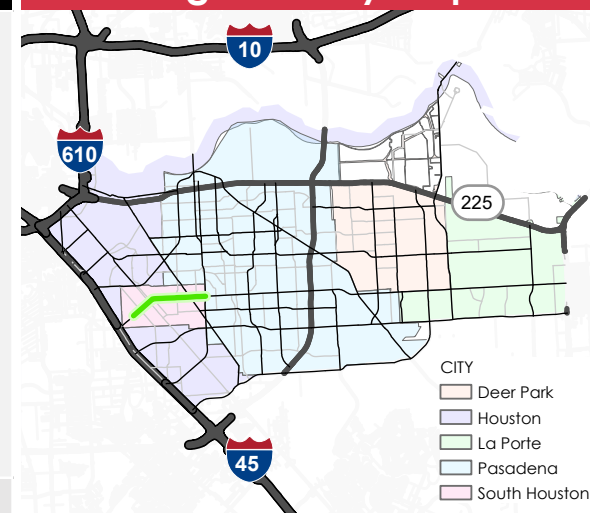 10
610
225
CITY
Deer Park
Houston
La Porte
Pasadena
South Houston
45